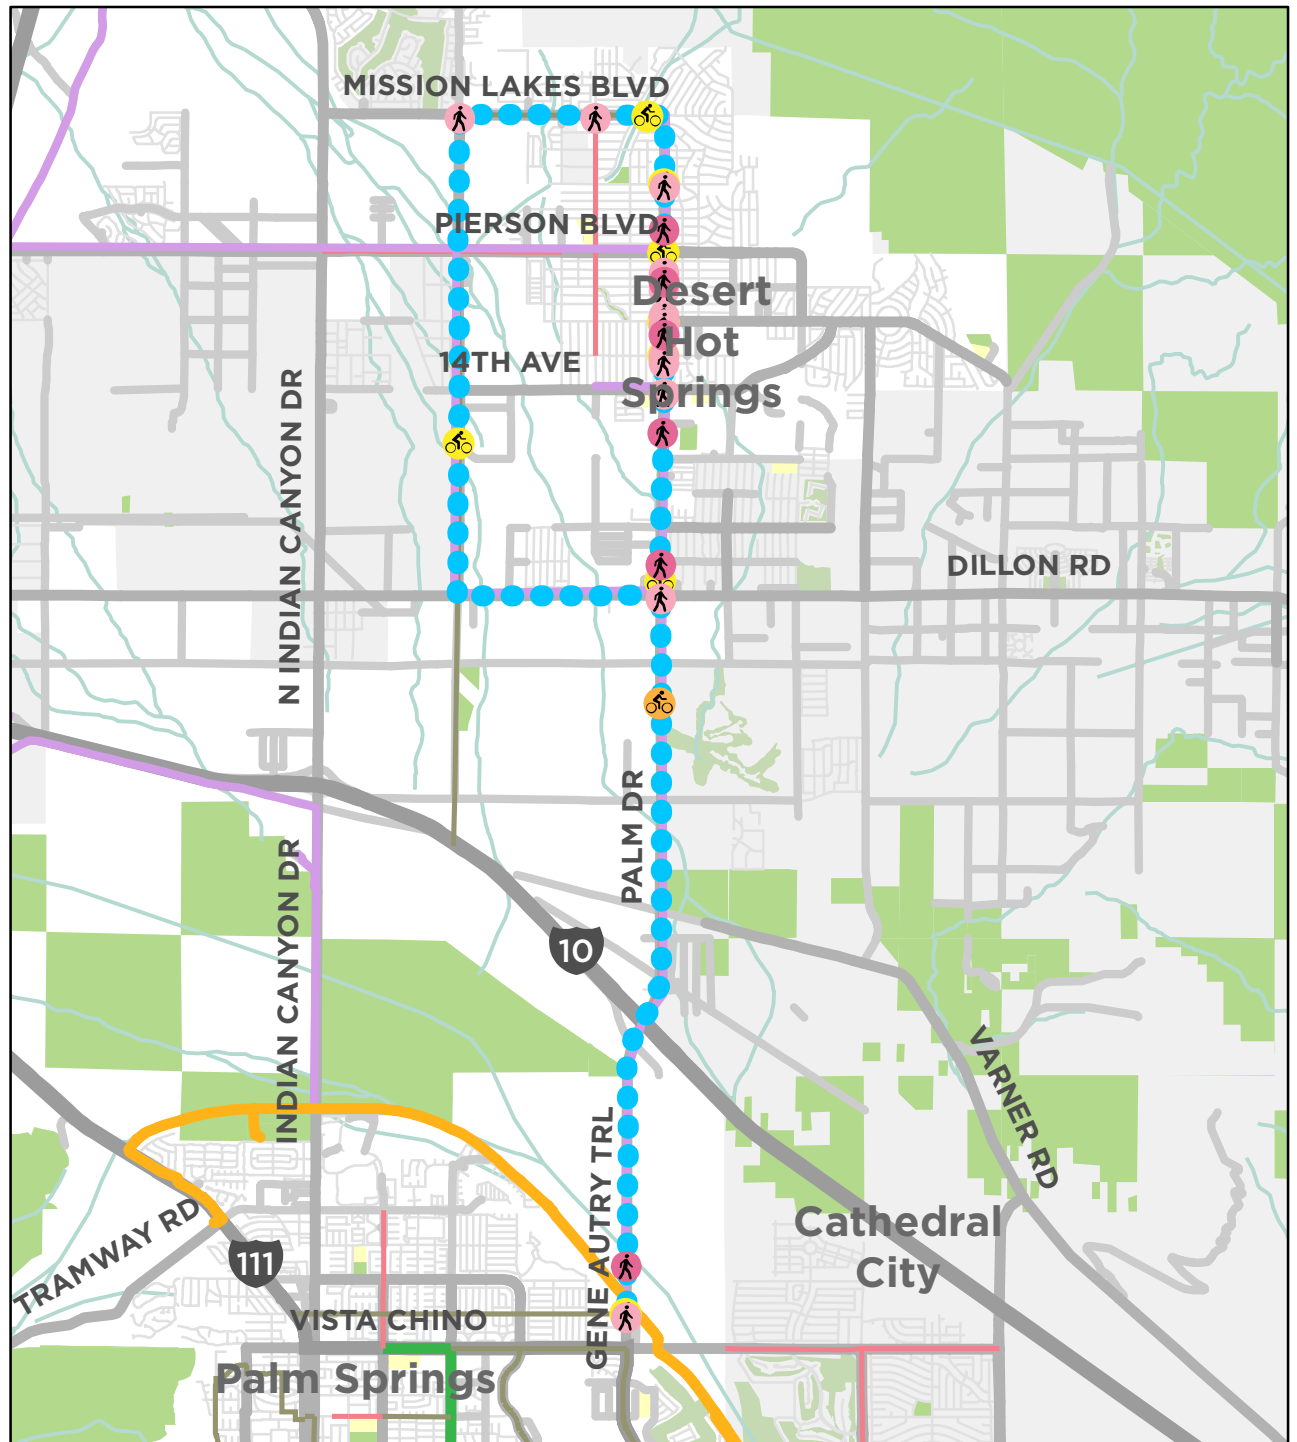 MISSION LAKES BLVD
PIERSON BLVD
Desert
Hot
Springs
14TH AVE
N INDIAN CANYON DR
DILLON RD
PALM DR
INDIAN CANYON DR
10
VARNER RD
GENE AUTRY TRL
TRAMWAY RD
Cathedral
City
111
VISTA CHINO
Palm Springs